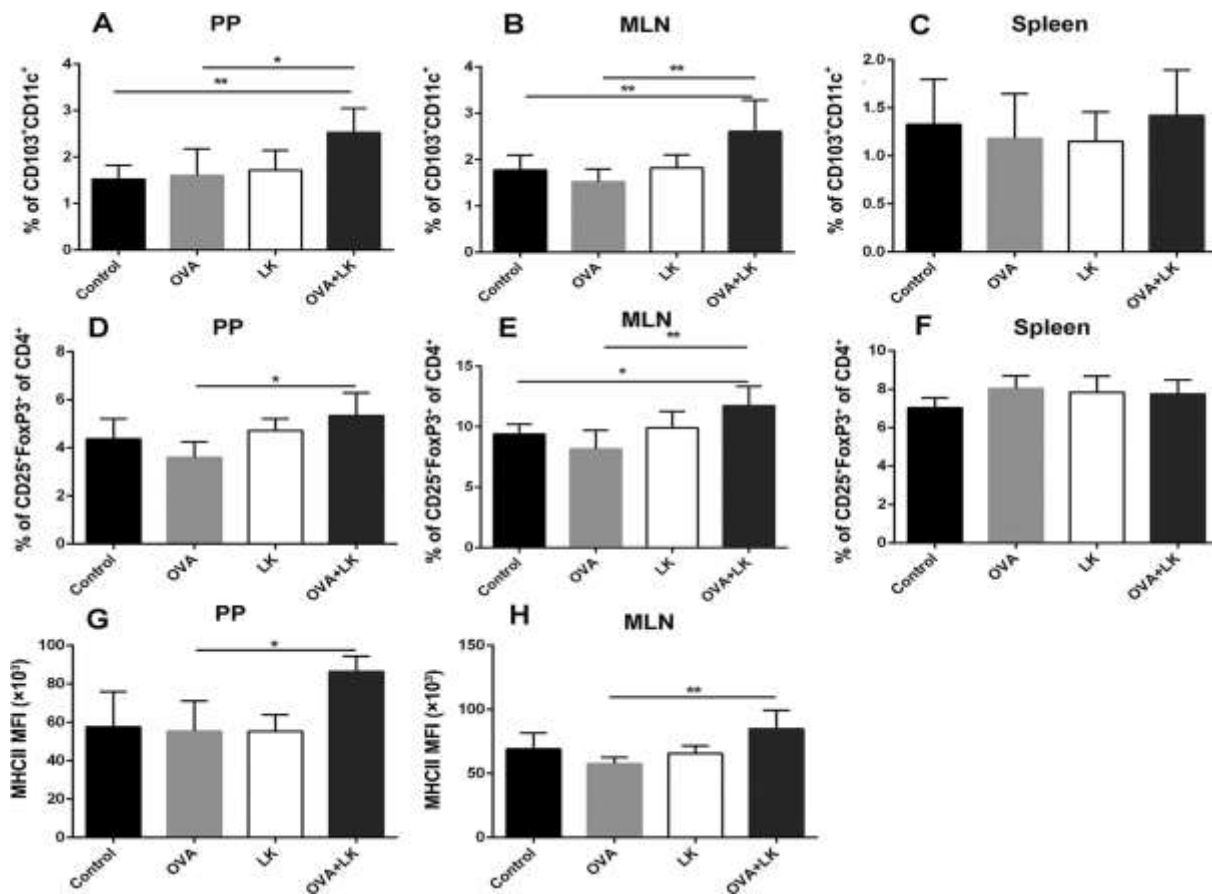 A PP
% of CD103⁺CD11c⁺
4
3
2
1
0
*
**
Control
OVA
LK
OVA+LK
B MLN
% of CD103⁺CD11c⁺
4
3
2
1
0
**
**
Control
OVA
LK
OVA+LK
C Spleen
% of CD103⁺CD11c⁺
2.0
1.5
1.0
0.5
0.0
Control
OVA
LK
OVA+LK
D PP
% of CD25⁺FoxP3⁺ of CD4⁺
8
6
4
2
0
*
Control
OVA
LK
OVA+LK
E MLN
% of CD25⁺FoxP3⁺ of CD4⁺
15
10
5
0
**
*
Control
OVA
LK
OVA+LK
F Spleen
% of CD25⁺FoxP3⁺ of CD4⁺
10
8
6
4
2
0
Control
OVA
LK
OVA+LK
G PP
MHCII MFI (×10³)
100
80
60
40
20
0
*
Control
OVA
LK
OVA+LK
H MLN
MHCII MFI (×10³)
150
100
50
0
**
Control
OVA
LK
OVA+LK